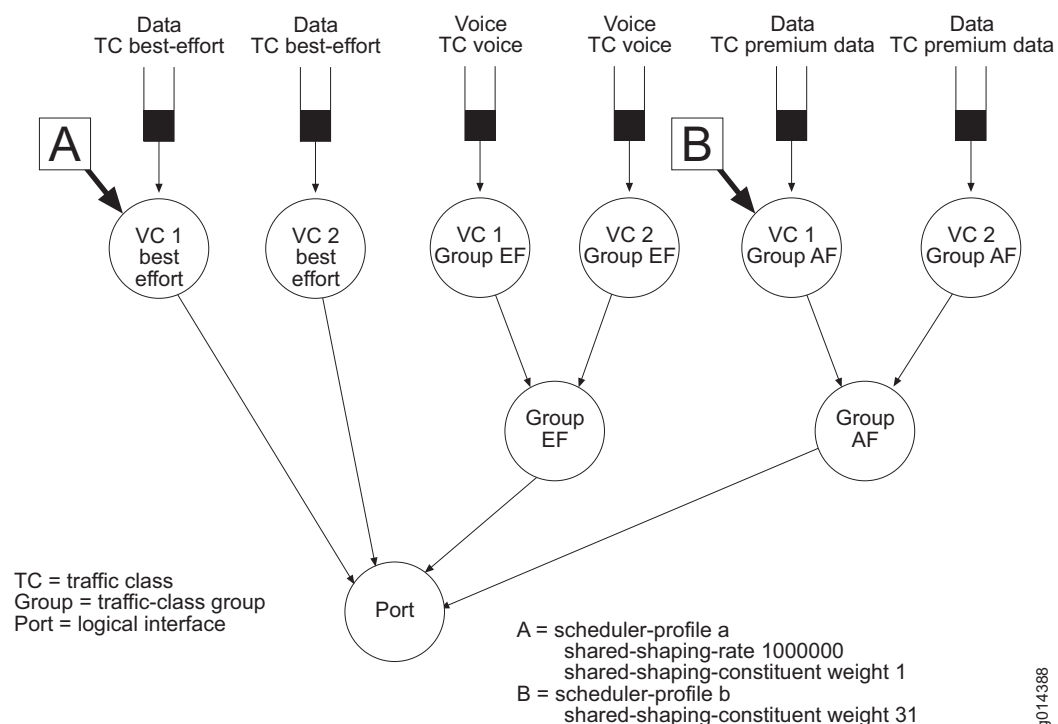 Data
TC best-effort
Data
TC best-effort
Voice
TC voice
Voice
TC voice
Data
TC premium data
Data
TC premium data
A
B
VC 1
best
effort
VC 2
best
effort
VC 1
Group EF
VC 2
Group EF
VC 1
Group AF
VC 2
Group AF
Group
EF
Group
AF
Port
TC = traffic class
Group = traffic-class group
Port = logical interface
A = scheduler-profile a
shared-shaping-rate 1000000
shared-shaping-constituent weight 1
B = scheduler-profile b
shared-shaping-constituent weight 31
g014388